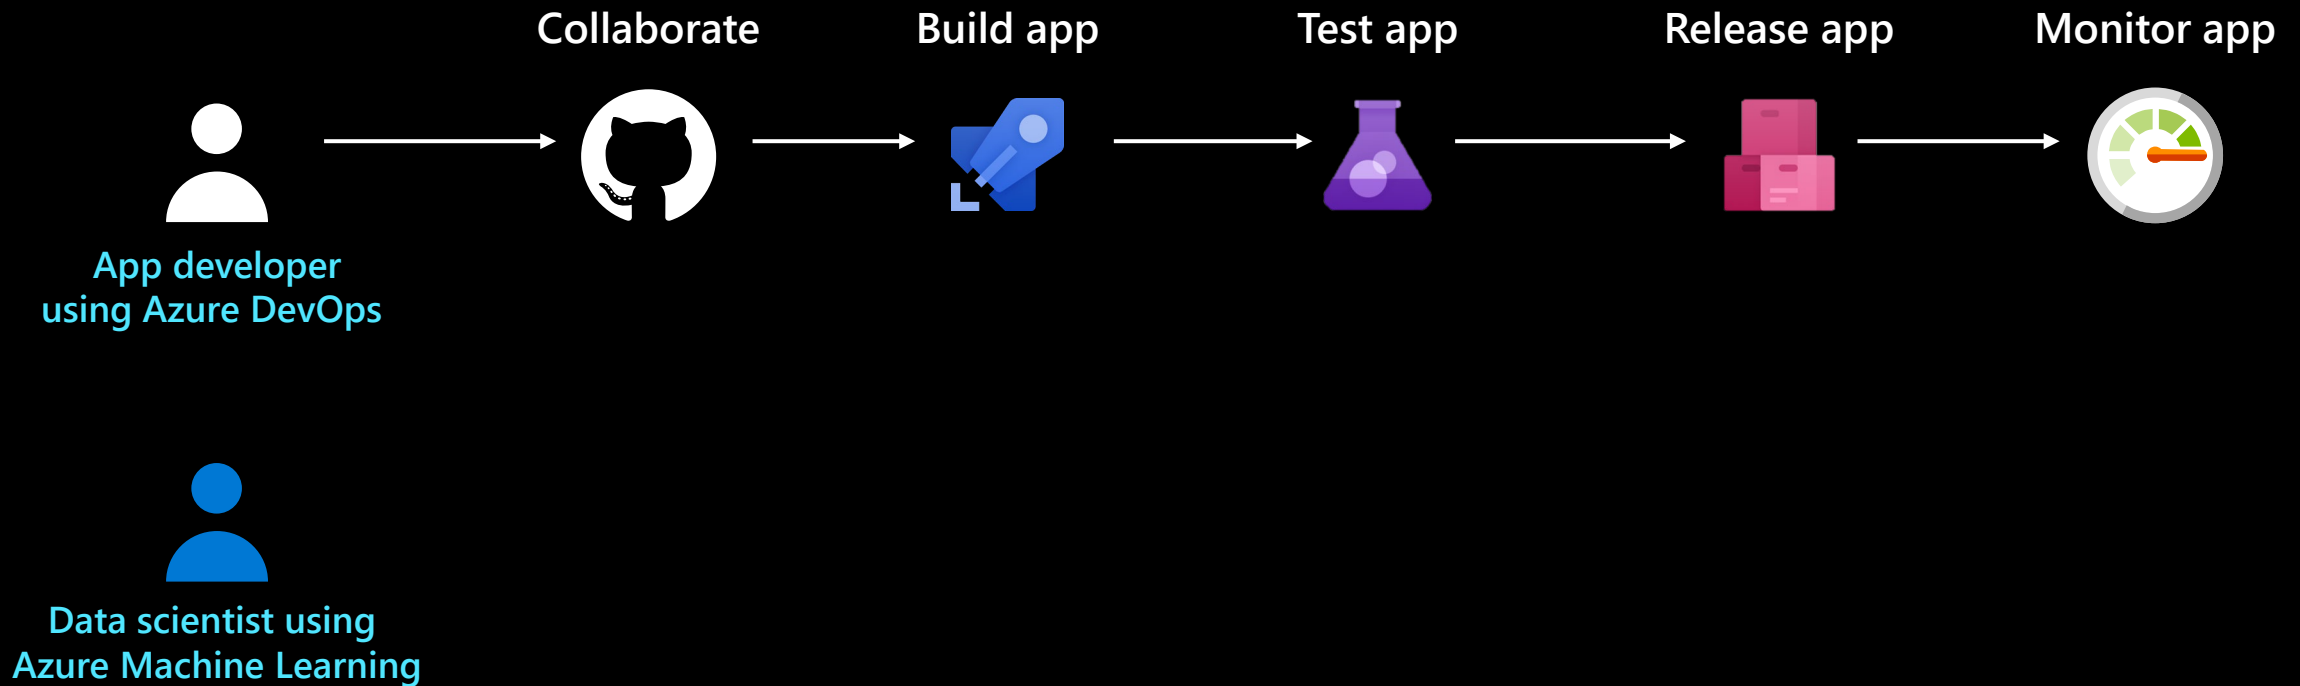 Collaborate
Build app
Test app
Release app
Monitor app
App developer
using Azure DevOps
Data scientist using
Azure Machine Learning